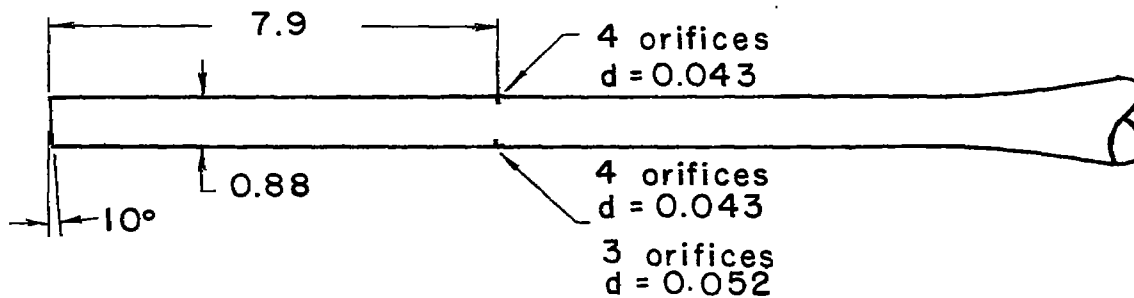 7.9
4 orifices
d = 0.043
0.88
10°
4 orifices
d = 0.043
3 orifices
d = 0.052